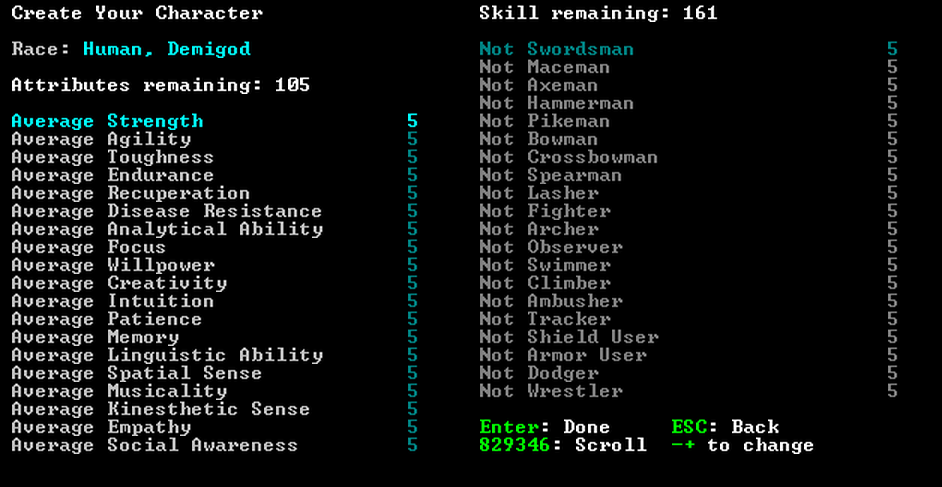 Create Your Character
Race: Human, Demigod
Attributes remaining: 105
Average Strength 5
Average Agility 5
Average Toughness 5
Average Endurance 5
Average Recuperation 5
Average Disease Resistance 5
Average Analytical Ability 5
Average Focus 5
Average Willpower 5
Average Creativity 5
Average Intuition 5
Average Patience 5
Average Memory 5
Average Linguistic Ability 5
Average Spatial Sense 5
Average Musicality 5
Average Kinesthetic Sense 5
Average Empathy 5
Average Social Awareness 5
Skill remaining: 161
Not Swordsman 5
Not Maceman 5
Not Axeman 5
Not Hammerman 5
Not Pikeman 5
Not Bowman 5
Not Crossbowman 5
Not Spearman 5
Not Lasher 5
Not Fighter 5
Not Archer 5
Not Observer 5
Not Swimmer 5
Not Climber 5
Not Ambusher 5
Not Tracker 5
Not Shield User 5
Not Armor User 5
Not Dodger 5
Not Wrestler 5
Enter: Done ESC: Back
829346: Scroll -+ to change